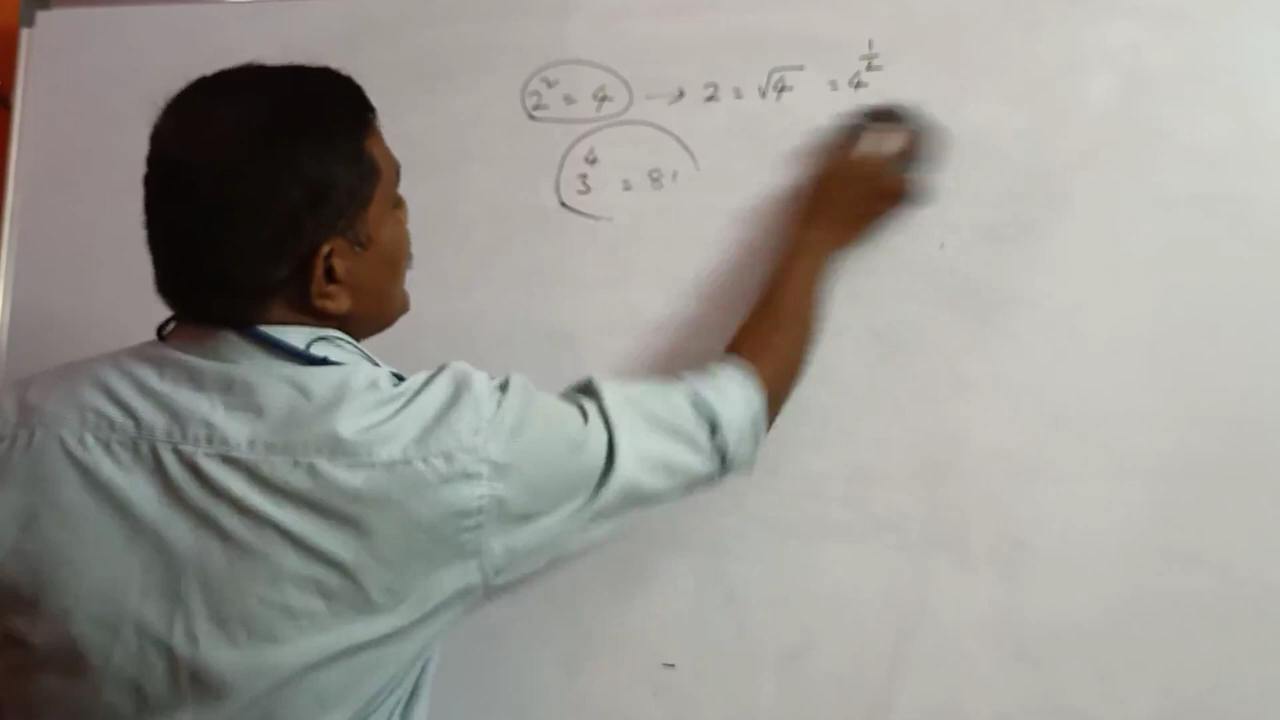 2² = 4 → 2 = √4 = 4^(1/2)
3⁴ = 81